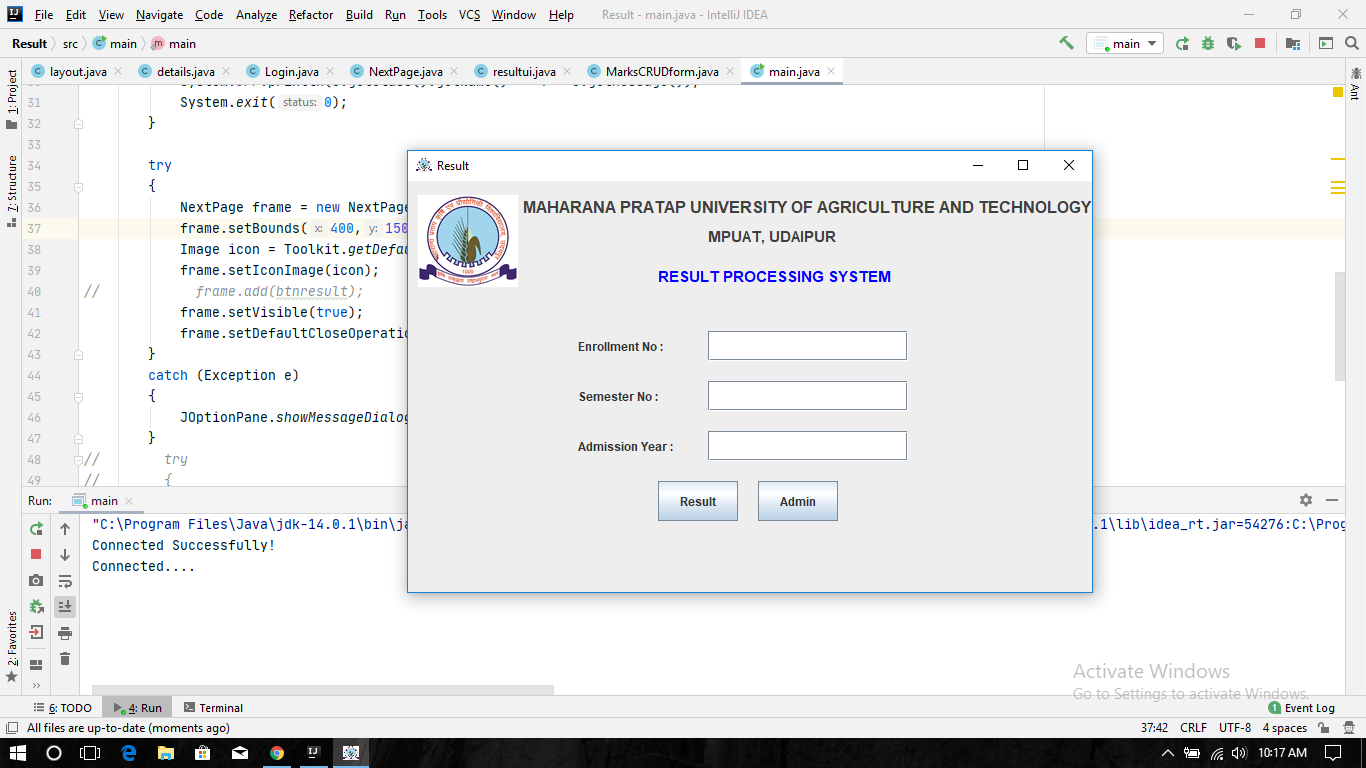 File Edit View Navigate Code Analyze Refactor Build Run Tools VCS Window Help Result - main.java - IntelliJ IDEA
Result src main main main
layout.java details.java Login.java NextPage.java resultui.java MarksCRUDform.java main.java
1: Project
Z: Structure
2: Favorites
Ant
31 System.exit( status: 0);
32 }
33
34 try
35 {
36 NextPage frame = new NextPage
37 frame.setBounds( x: 400, y: 150
38 Image icon = Toolkit.getDefau
39 frame.setIconImage(icon);
40 // frame.add(btnresult);
41 frame.setVisible(true);
42 frame.setDefaultCloseOperatio
43 }
44 catch (Exception e)
45 {
46 JOptionPane.showMessageDialog
47 }
48 // try
49 // {
Result
MAHARANA PRATAP UNIVERSITY OF AGRICULTURE AND TECHNOLOGY
MPUAT, UDAIPUR
RESULT PROCESSING SYSTEM
1999
Enrollment No :
Semester No :
Admission Year :
Result Admin
Run: main
"C:\Program Files\Java\jdk-14.0.1\bin\ja .1\lib\idea_rt.jar=54276:C:\Prog
Connected Successfully!
Connected....
Activate Windows
Go to Settings to activate Windows.
6: TODO 4: Run Terminal 1 Event Log
All files are up-to-date (moments ago) 37:42 CRLF UTF-8 4 spaces
10:17 AM